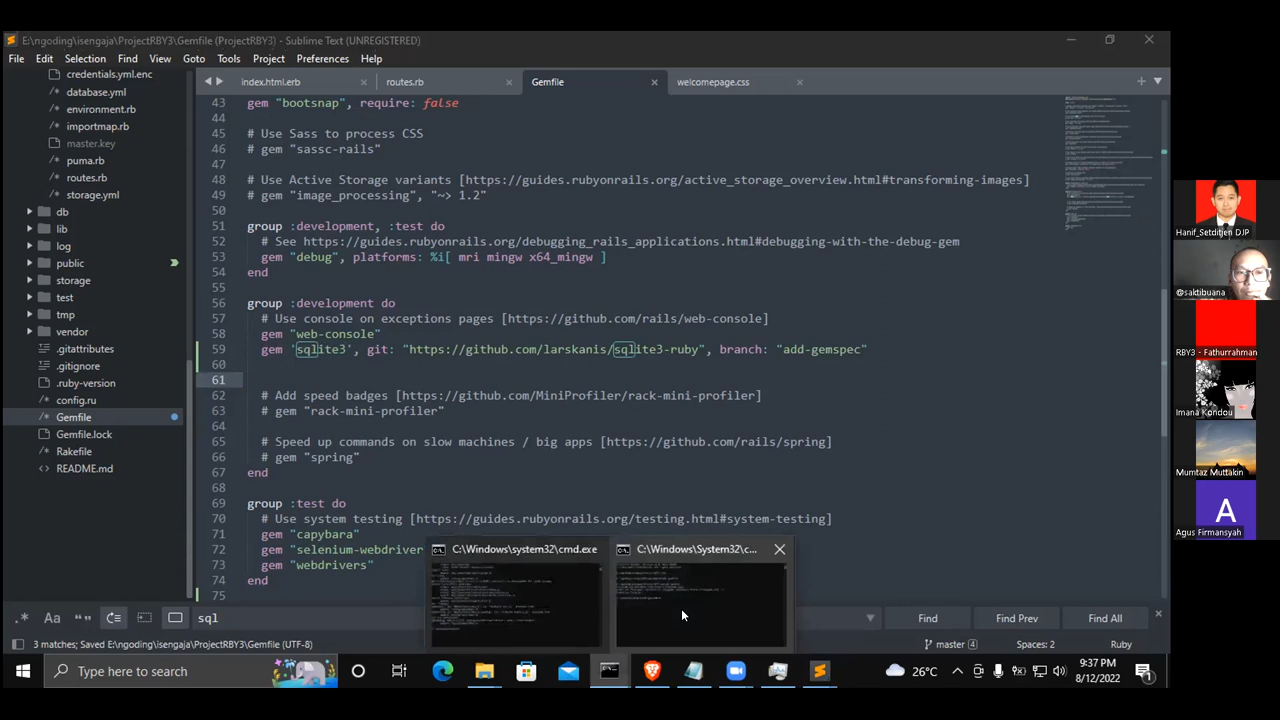 E:\ngoding\isengaja\ProjectRBY3\Gemfile (ProjectRBY3) - Sublime Text (UNREGISTERED)
File Edit Selection Find View Goto Tools Project Preferences Help
credentials.yml.enc
database.yml
environment.rb
importmap.rb
master.key
puma.rb
routes.rb
storage.yml
db
lib
log
public
storage
test
tmp
vendor
.gitattributes
.gitignore
.ruby-version
config.ru
Gemfile
Gemfile.lock
Rakefile
README.md
index.html.erb routes.rb Gemfile welcomepage.css
43 gem "bootsnap", require: false
44
45 # Use Sass to process CSS
46 # gem "sassc-rails"
47
48 # Use Active Storage variants [https://guides.rubyonrails.org/active_storage_overview.html#transforming-images]
49 # gem "image_processing", "~> 1.2"
50
51 group :development, :test do
52 # See https://guides.rubyonrails.org/debugging_rails_applications.html#debugging-with-the-debug-gem
53 gem "debug", platforms: %i[ mri mingw x64_mingw ]
54 end
55
56 group :development do
57 # Use console on exceptions pages [https://github.com/rails/web-console]
58 gem "web-console"
59 gem 'sqlite3', git: "https://github.com/larskanis/sqlite3-ruby", branch: "add-gemspec"
60
61
62 # Add speed badges [https://github.com/MiniProfiler/rack-mini-profiler]
63 # gem "rack-mini-profiler"
64
65 # Speed up commands on slow machines / big apps [https://github.com/rails/spring]
66 # gem "spring"
67 end
68
69 group :test do
70 # Use system testing [https://guides.rubyonrails.org/testing.html#system-testing]
71 gem "capybara"
72 gem "selenium-webdriver
73 gem "webdrivers"
74 end
75
C:\Windows\system32\cmd.exe
C:\Windows\System32\c...
.* Aa “” sql Find Find Prev Find All
3 matches; Saved E:\ngoding\isengaja\ProjectRBY3\Gemfile (UTF-8) master 4 Spaces: 2 Ruby
Type here to search
26°C
9:37 PM
8/12/2022
1
Hanif_Setditjen DJP
@saktibuana
RBY3 - Fathurrahman
Imana Kondou
Mumtaz Muttakin
A
Agus Firmansyah